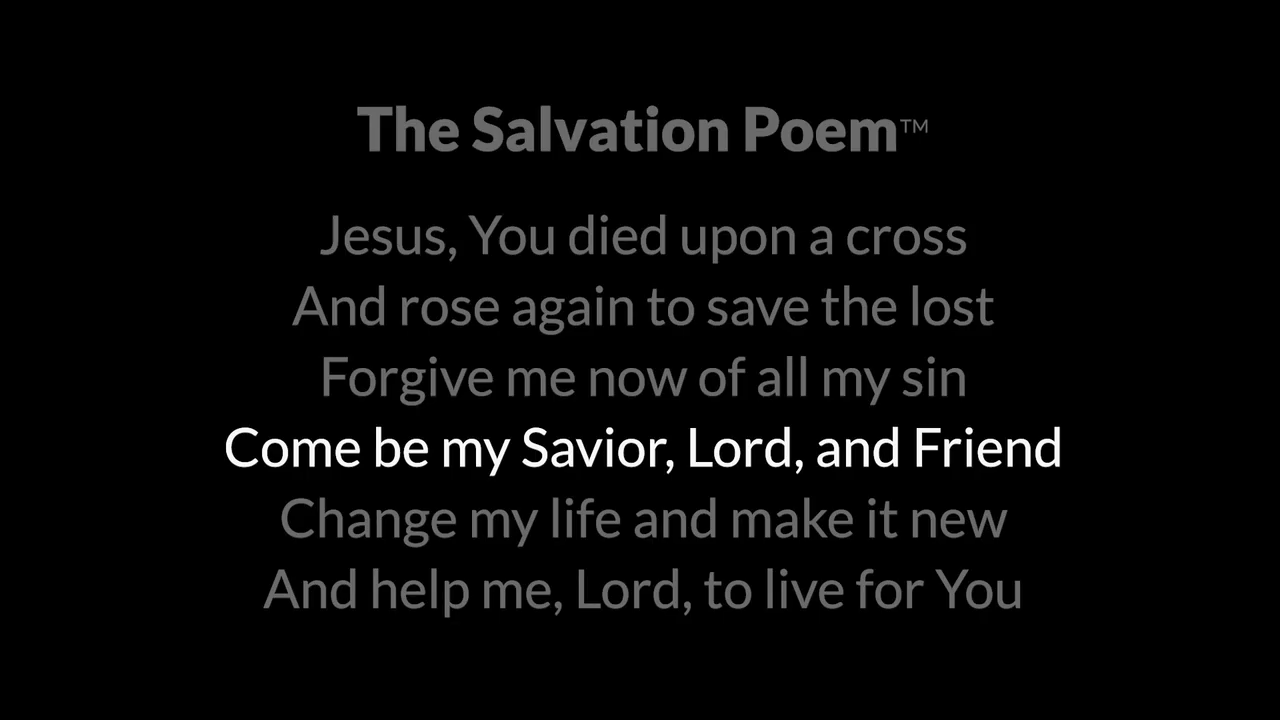 The Salvation Poem™
Jesus, You died upon a cross
And rose again to save the lost
Forgive me now of all my sin
Come be my Savior, Lord, and Friend
Change my life and make it new
And help me, Lord, to live for You